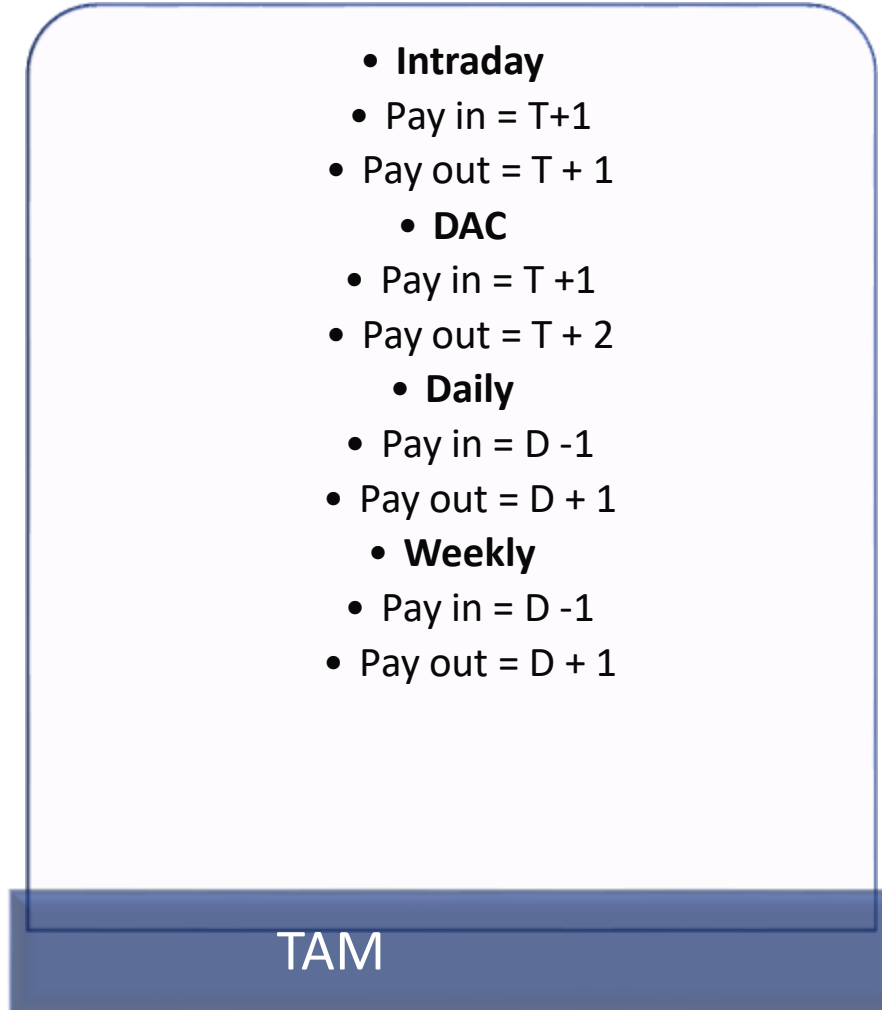 • Intraday
• Pay in = T+1
• Pay out = T + 1
• DAC
• Pay in = T +1
• Pay out = T + 2
• Daily
• Pay in = D -1
• Pay out = D + 1
• Weekly
• Pay in = D -1
• Pay out = D + 1
TAM